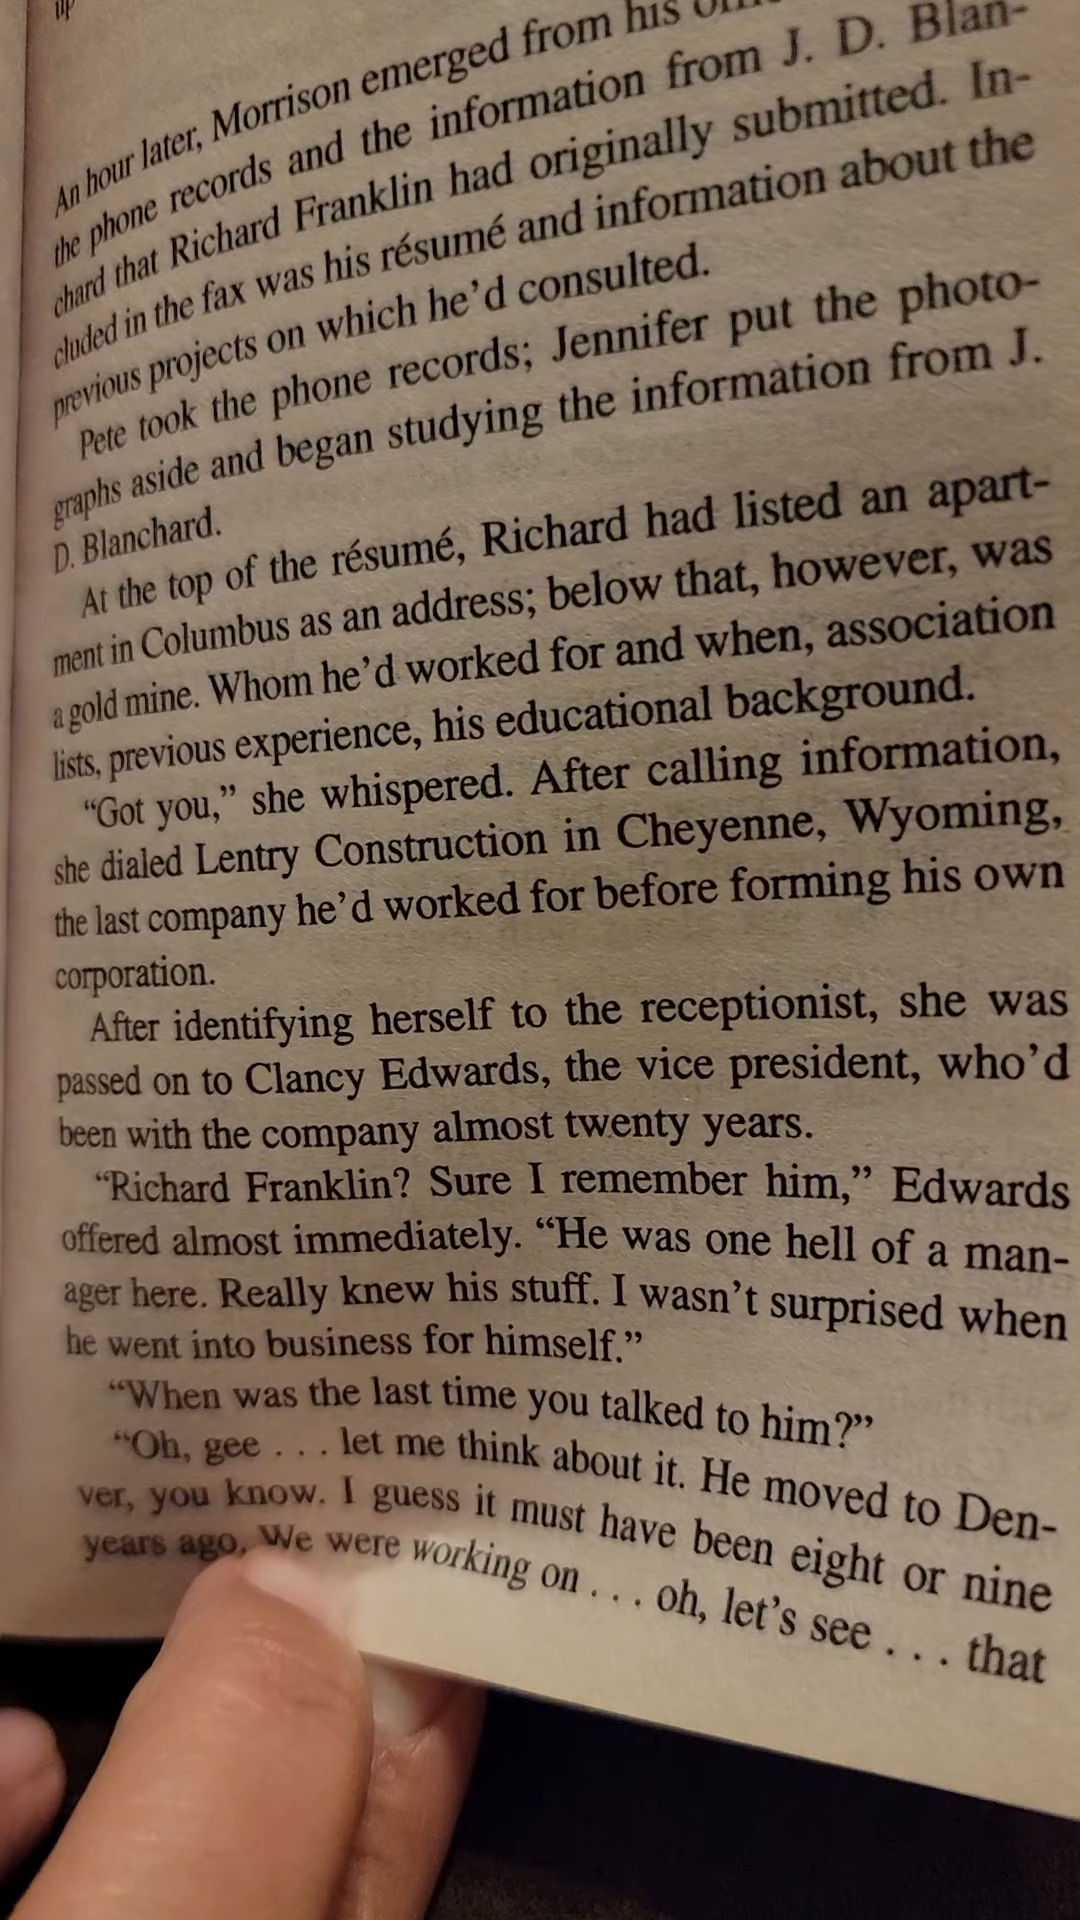 up
An hour later, Morrison emerged from his
the phone records and the information from J. D. Blan-
chard that Richard Franklin had originally submitted. In-
cluded in the fax was his résumé and information about the
previous projects on which he'd consulted.
Pete took the phone records; Jennifer put the photo-
graphs aside and began studying the information from J.
D. Blanchard.
At the top of the résumé, Richard had listed an apart-
ment in Columbus as an address; below that, however, was
a gold mine. Whom he'd worked for and when, association
lists, previous experience, his educational background.
“Got you,” she whispered. After calling information,
she dialed Lentry Construction in Cheyenne, Wyoming,
the last company he'd worked for before forming his own
corporation.
After identifying herself to the receptionist, she was
passed on to Clancy Edwards, the vice president, who'd
been with the company almost twenty years.
“Richard Franklin? Sure I remember him,” Edwards
offered almost immediately. “He was one hell of a man-
ager here. Really knew his stuff. I wasn't surprised when
he went into business for himself.”
“When was the last time you talked to him?”
“Oh, gee . . . let me think about it. He moved to Den-
ver, you know. I guess it must have been eight or nine
years ago. We were working on . . . oh, let's see . . . that